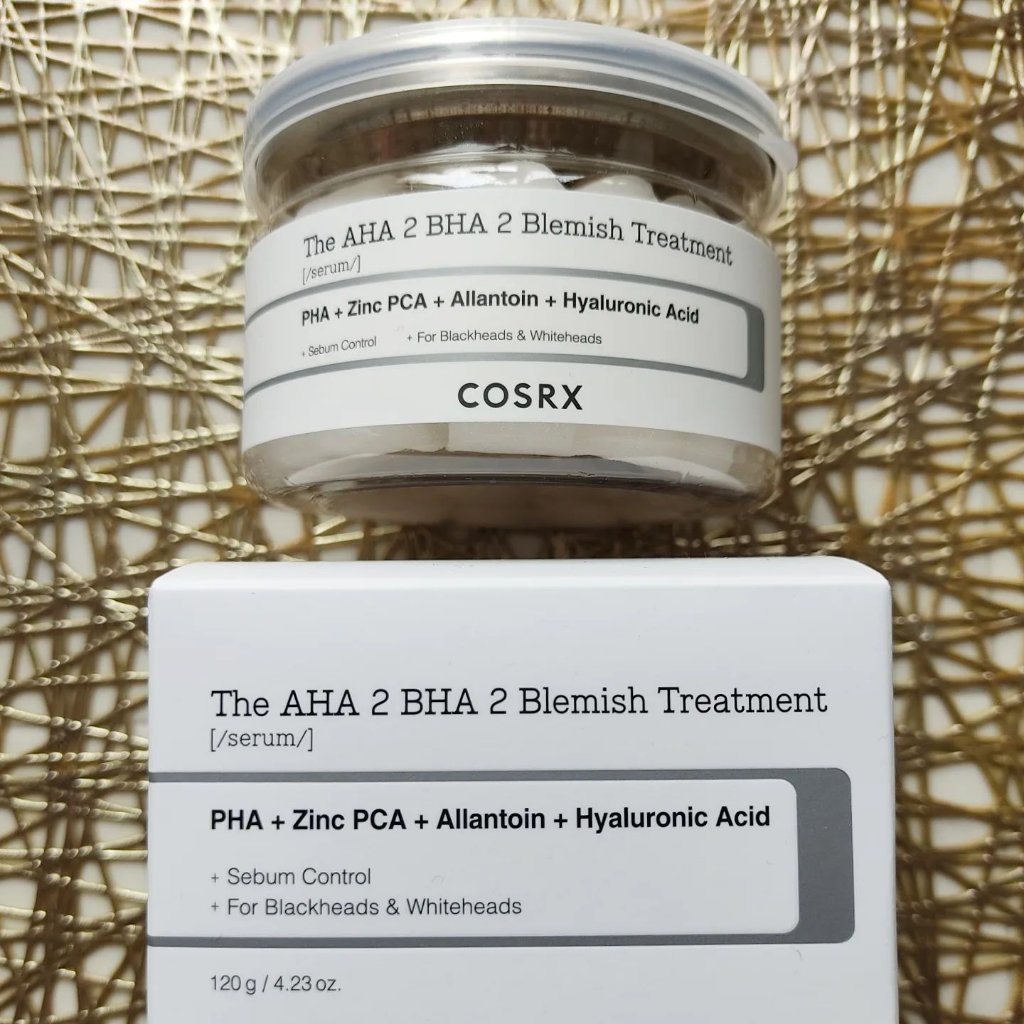 The AHA 2 BHA 2 Blemish Treatment
[/serum/]
PHA + Zinc PCA + Allantoin + Hyaluronic Acid
+ Sebum Control + For Blackheads & Whiteheads
COSRX
The AHA 2 BHA 2 Blemish Treatment
[/serum/]
PHA + Zinc PCA + Allantoin + Hyaluronic Acid
+ Sebum Control
+ For Blackheads & Whiteheads
120 g / 4.23 oz.